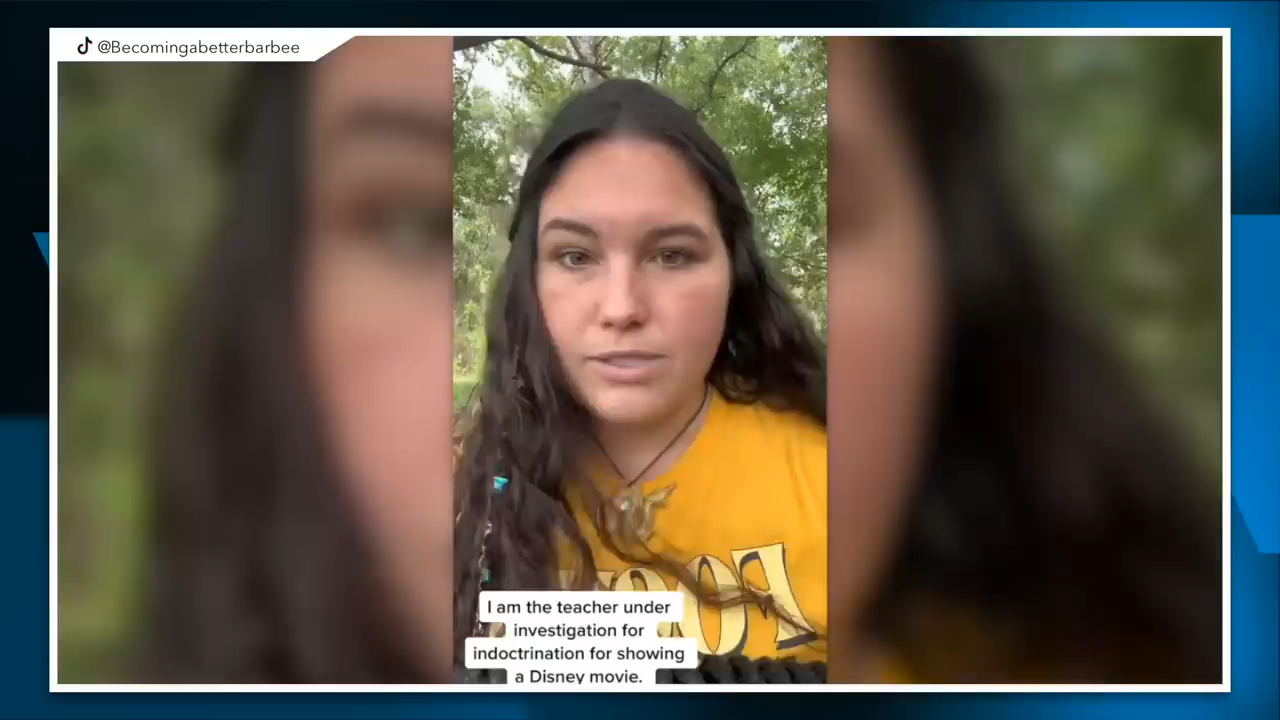 @Becomingabetterbarbee
I am the teacher under
investigation for
indoctrination for showing
a Disney movie.